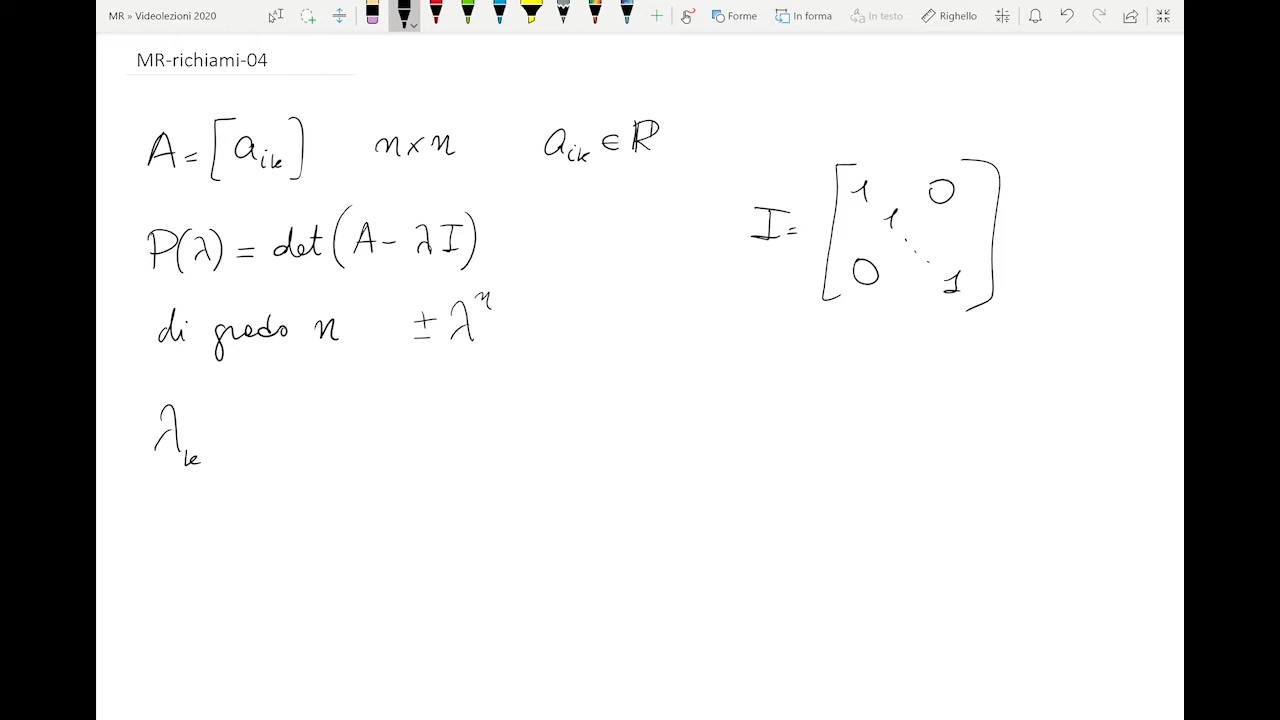 MR » Videolezioni 2020
Forme
In forma
In testo
Righello
MR-richiami-04
A = [a_ik] n×n a_ik ∈ ℝ
I = [1 0 1 ⋱ 0 1]
P(λ) = det(A - λI)
di grado n ± λ^n
λ_k